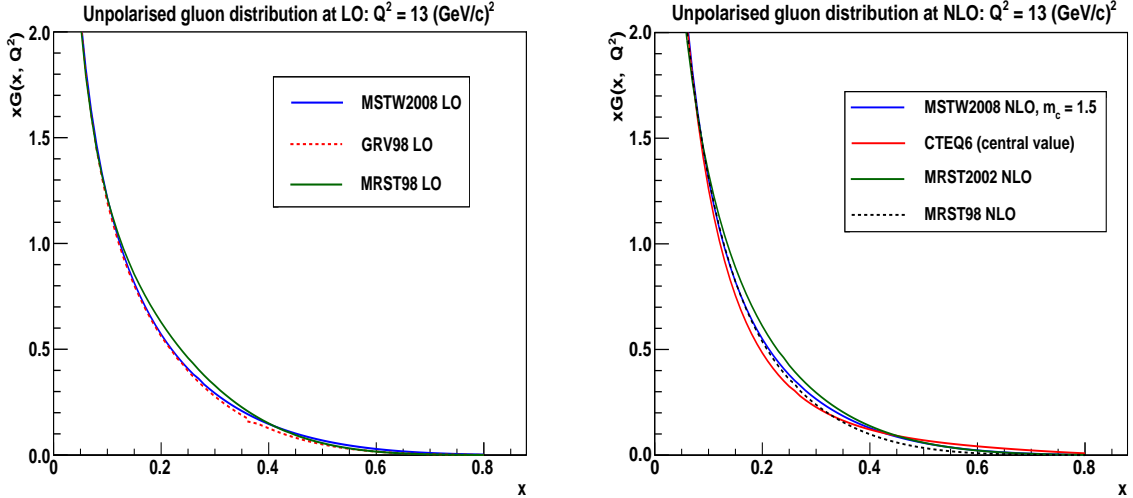 Unpolarised gluon distribution at LO: Q² = 13 (GeV/c)²
xG(x, Q²)
2.0
1.5
1.0
0.5
0.0
MSTW2008 LO
GRV98 LO
MRST98 LO
0 0.2 0.4 0.6 0.8
x
Unpolarised gluon distribution at NLO: Q² = 13 (GeV/c)²
xG(x, Q²)
2.0
1.5
1.0
0.5
0.0
MSTW2008 NLO, m_c = 1.5
CTEQ6 (central value)
MRST2002 NLO
MRST98 NLO
0 0.2 0.4 0.6 0.8
x